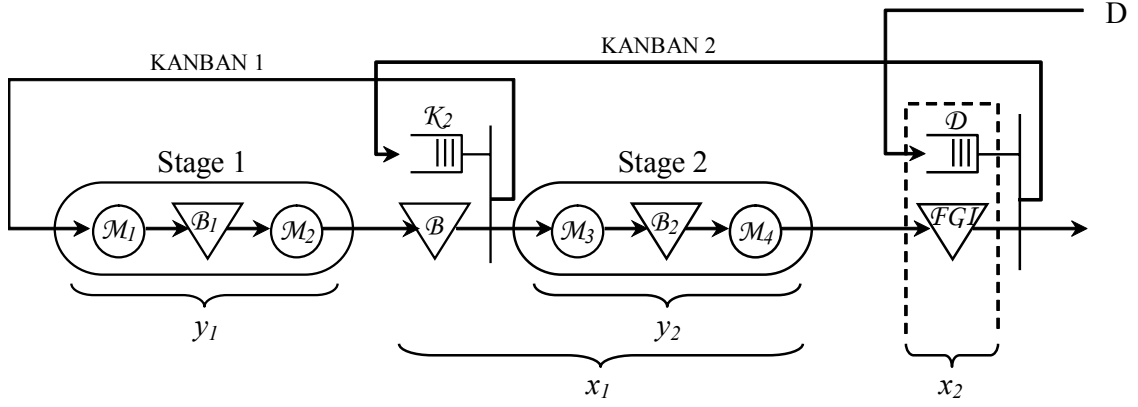 D
KANBAN 2
KANBAN 1
K2
D
Stage 1
Stage 2
M1
B1
M2
B
M3
B2
M4
FGI
y1
y2
x1
x2